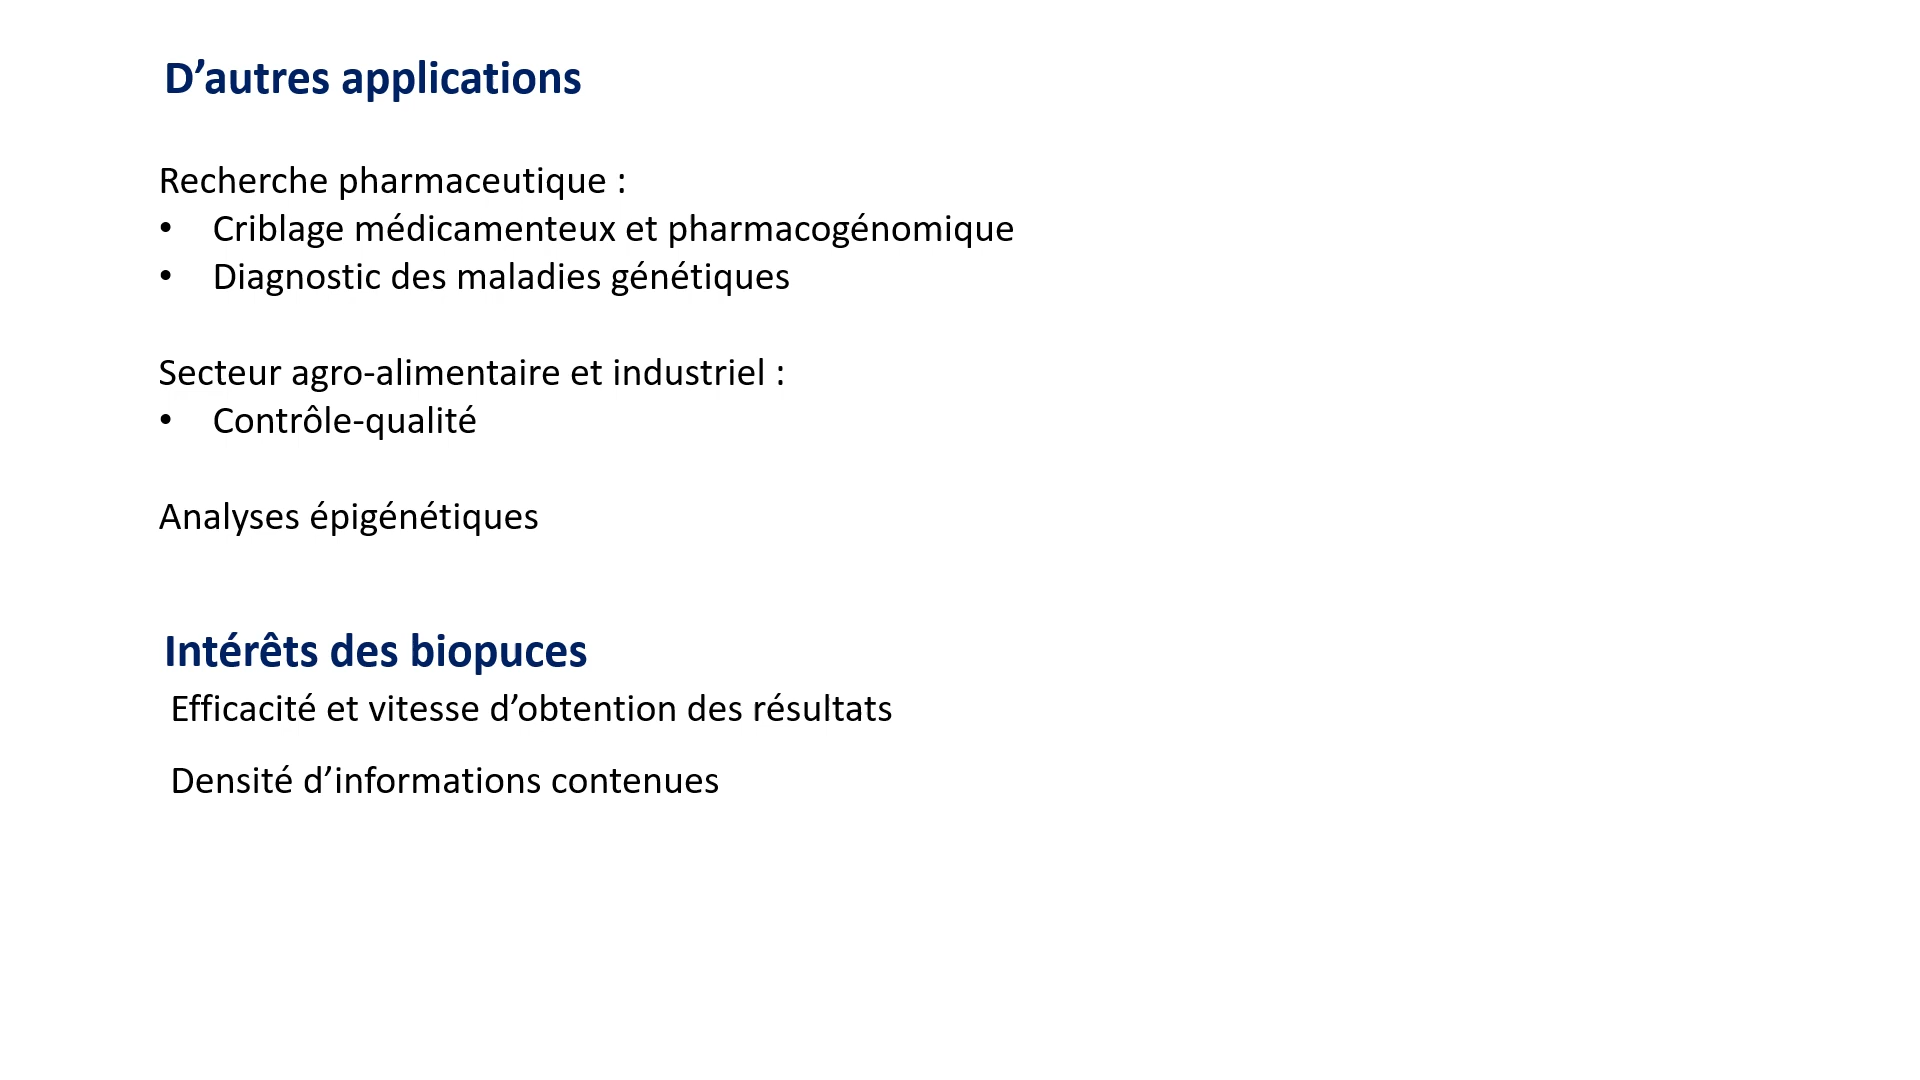 D’autres applications
Recherche pharmaceutique :
• Criblage médicamenteux et pharmacogénomique
• Diagnostic des maladies génétiques
Secteur agro-alimentaire et industriel :
• Contrôle-qualité
Analyses épigénétiques
Intérêts des biopuces
Efficacité et vitesse d’obtention des résultats
Densité d’informations contenues